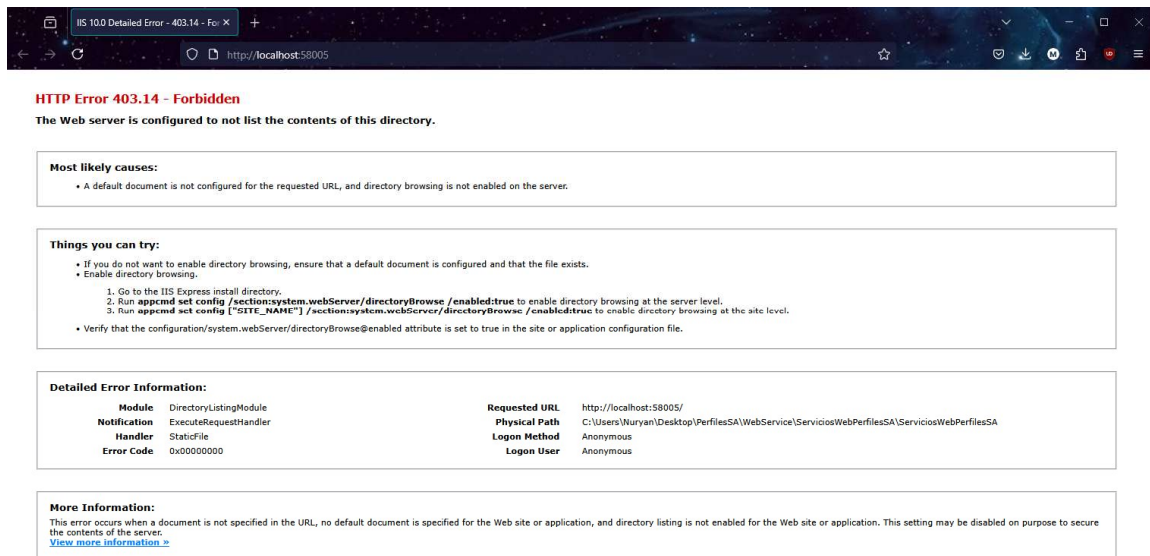 IIS 10.0 Detailed Error - 403.14 - For
http://localhost:58005
HTTP Error 403.14 - Forbidden
The Web server is configured to not list the contents of this directory.
Most likely causes:
• A default document is not configured for the requested URL, and directory browsing is not enabled on the server.
Things you can try:
• If you do not want to enable directory browsing, ensure that a default document is configured and that the file exists.
• Enable directory browsing.
1. Go to the IIS Express install directory.
2. Run appcmd set config /section:system.webServer/directoryBrowse /enabled:true to enable directory browsing at the server level.
3. Run appcmd set config ["SITE_NAME"] /section:system.webServer/directoryBrowse /enabled:true to enable directory browsing at the site level.
• Verify that the configuration/system.webServer/directoryBrowse@enabled attribute is set to true in the site or application configuration file.
Detailed Error Information:
Module DirectoryListingModule
Notification ExecuteRequestHandler
Handler StaticFile
Error Code 0x00000000
Requested URL http://localhost:58005/
Physical Path C:\Users\Nuryan\Desktop\PerfilesSA\WebService\ServiciosWebPerfilesSA\ServiciosWebPerfilesSA
Logon Method Anonymous
Logon User Anonymous
More Information:
This error occurs when a document is not specified in the URL, no default document is specified for the Web site or application, and directory listing is not enabled for the Web site or application. This setting may be disabled on purpose to secure
the contents of the server.
View more information »